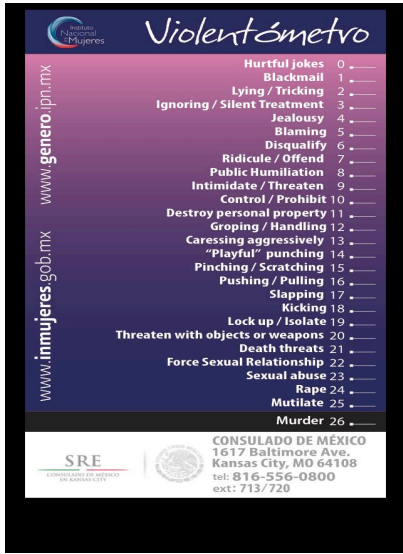 Instituto
Nacional
de las Mujeres
Violentómetro
www.genero.ipn.mx
www.inmujeres.gob.mx
Hurtful jokes 0
Blackmail 1
Lying / Tricking 2
Ignoring / Silent Treatment 3
Jealousy 4
Blaming 5
Disqualify 6
Ridicule / Offend 7
Public Humiliation 8
Intimidate / Threaten 9
Control / Prohibit 10
Destroy personal property 11
Groping / Handling 12
Caressing aggressively 13
“Playful” punching 14
Pinching / Scratching 15
Pushing / Pulling 16
Slapping 17
Kicking 18
Lock up / Isolate 19
Threaten with objects or weapons 20
Death threats 21
Force Sexual Relationship 22
Sexual abuse 23
Rape 24
Mutilate 25
Murder 26
SRE
CONSULADO DE MÉXICO
EN KANSAS CITY
CONSULADO DE MÉXICO
1617 Baltimore Ave.
Kansas City, MO 64108
tel: 816-556-0800
ext: 713/720